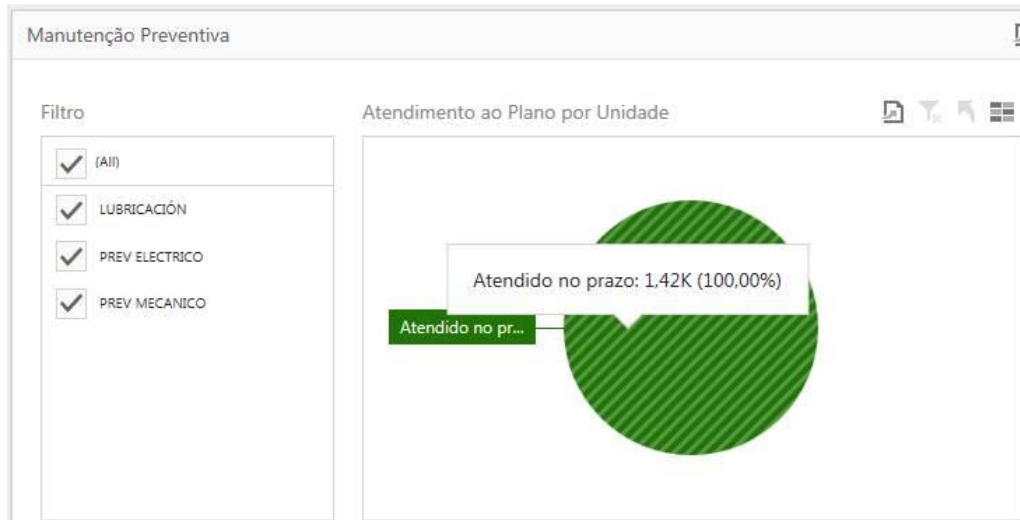 Manutenção Preventiva
Filtro
Atendimento ao Plano por Unidade
(All)
LUBRICACIÓN
PREV ELECTRICO
PREV MECANICO
Atendido no prazo: 1,42K (100,00%)
Atendido no pr...